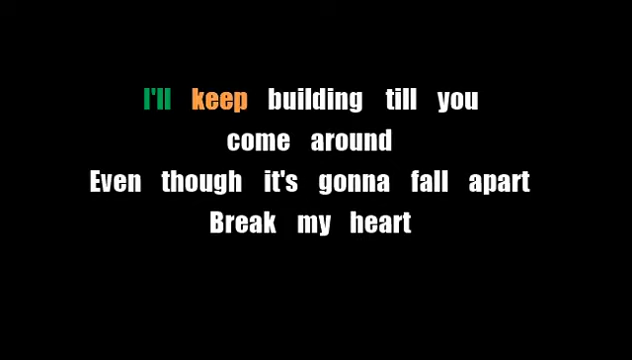 I'll keep building till you
come around
Even though it's gonna fall apart
Break my heart